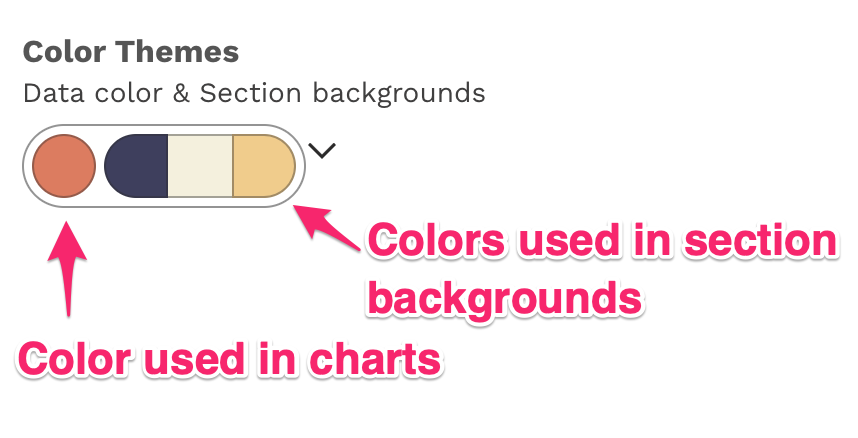 Color Themes
Data color & Section backgrounds
Colors used in section
backgrounds
Color used in charts